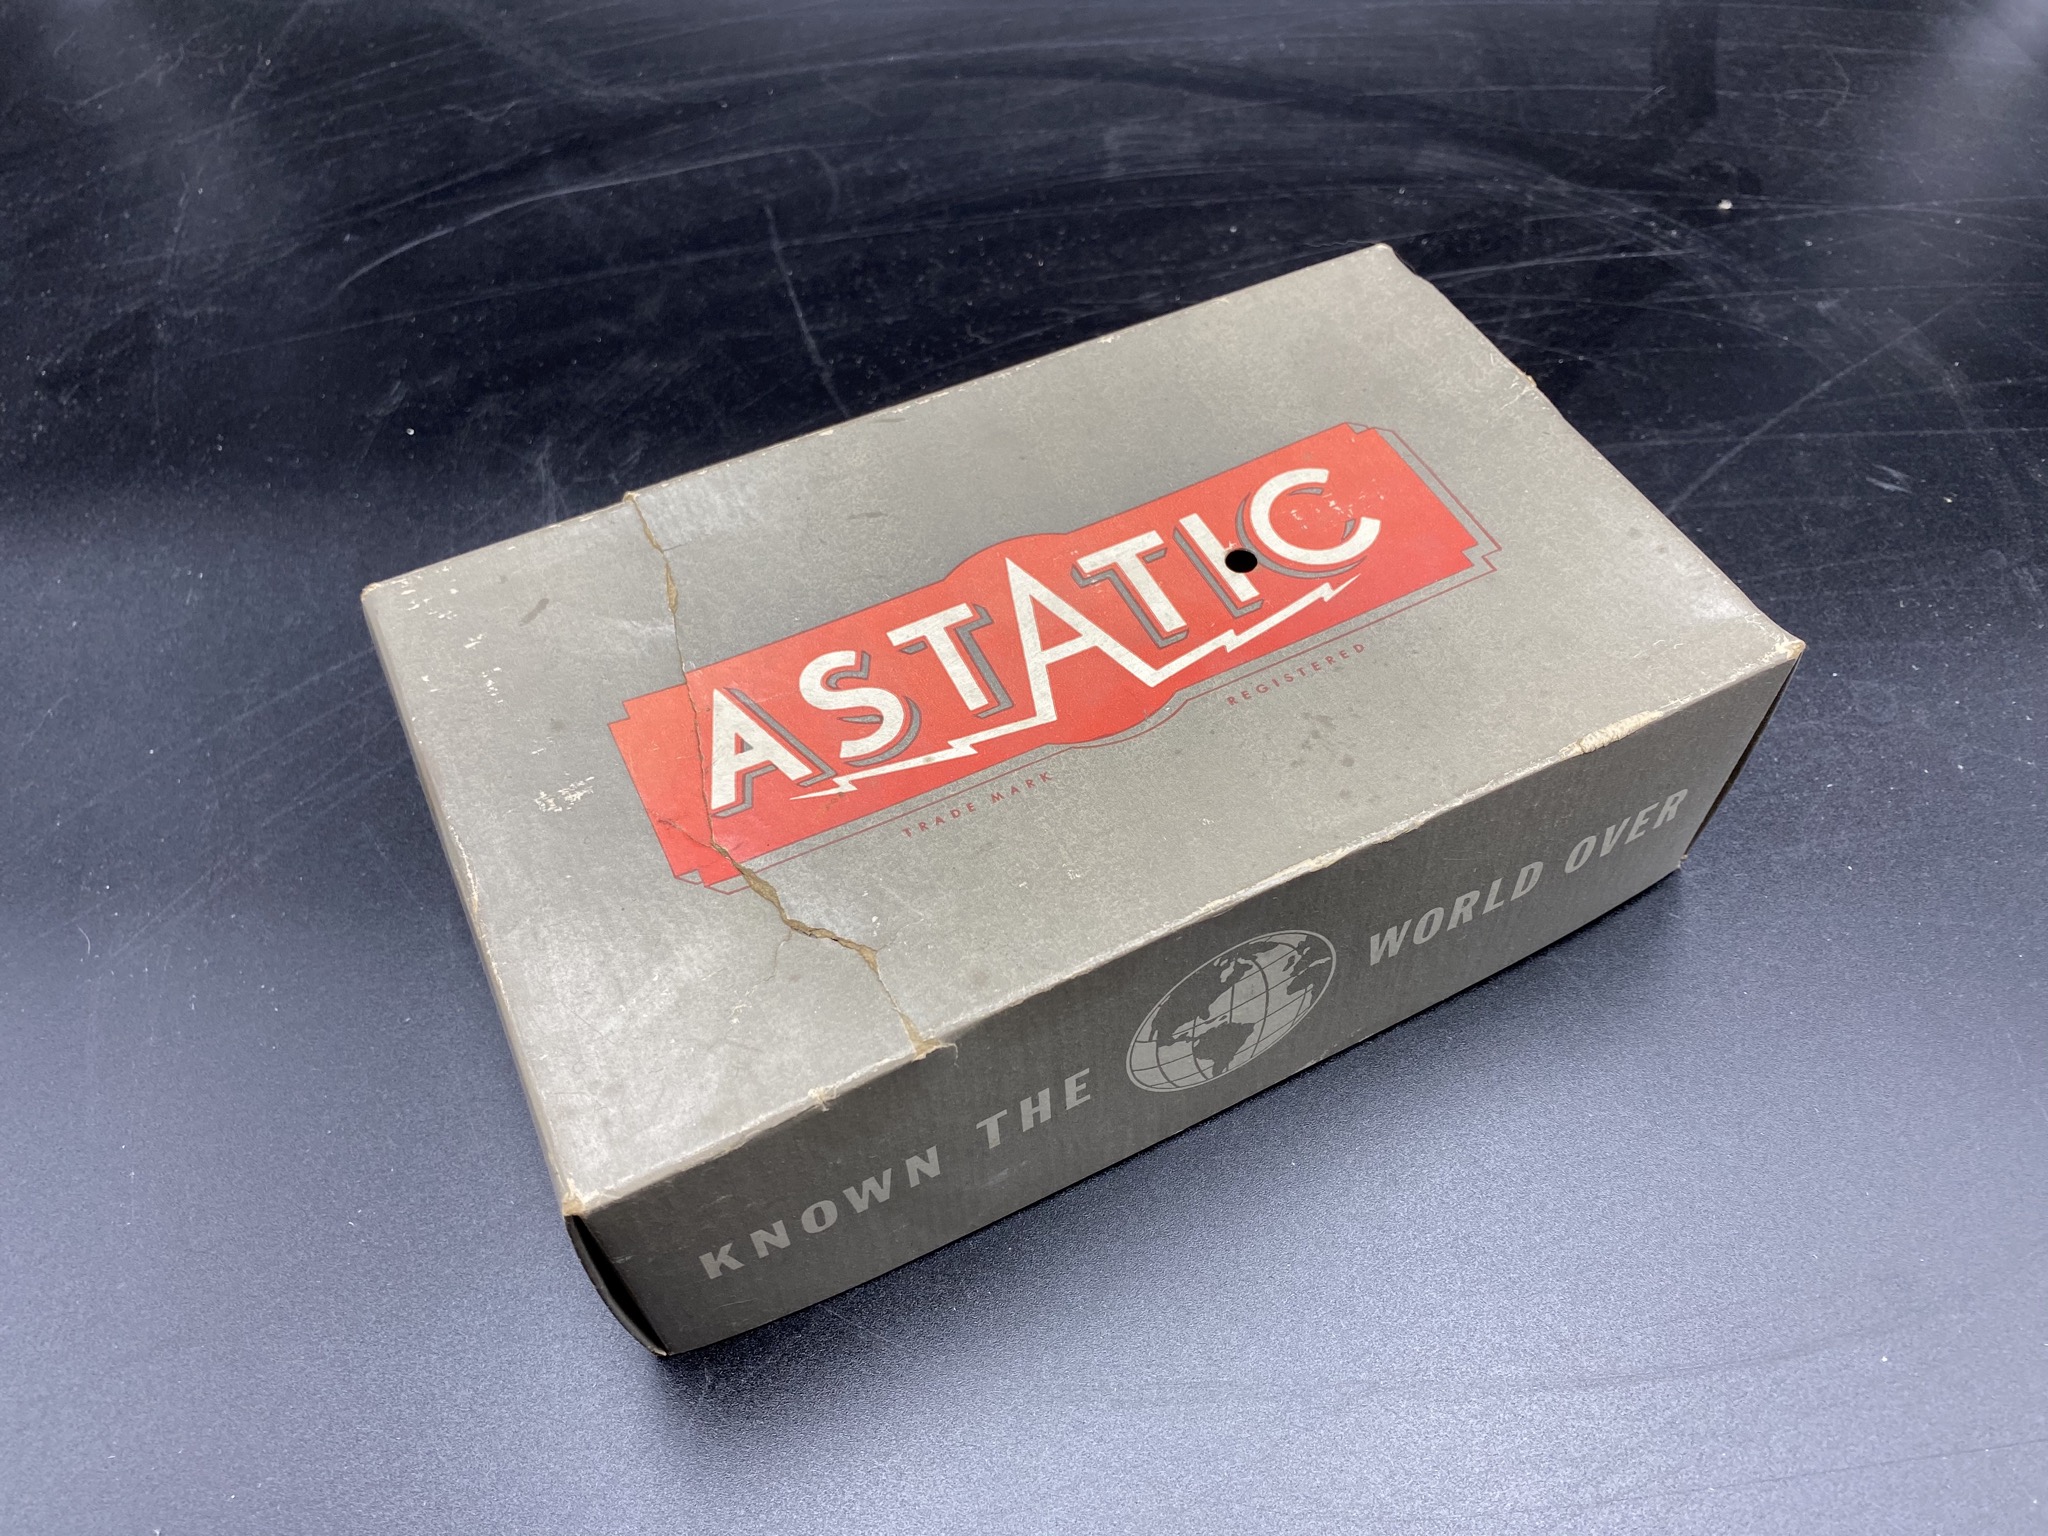 ASTATIC
TRADE MARK REGISTERED
KNOWN THE WORLD OVER